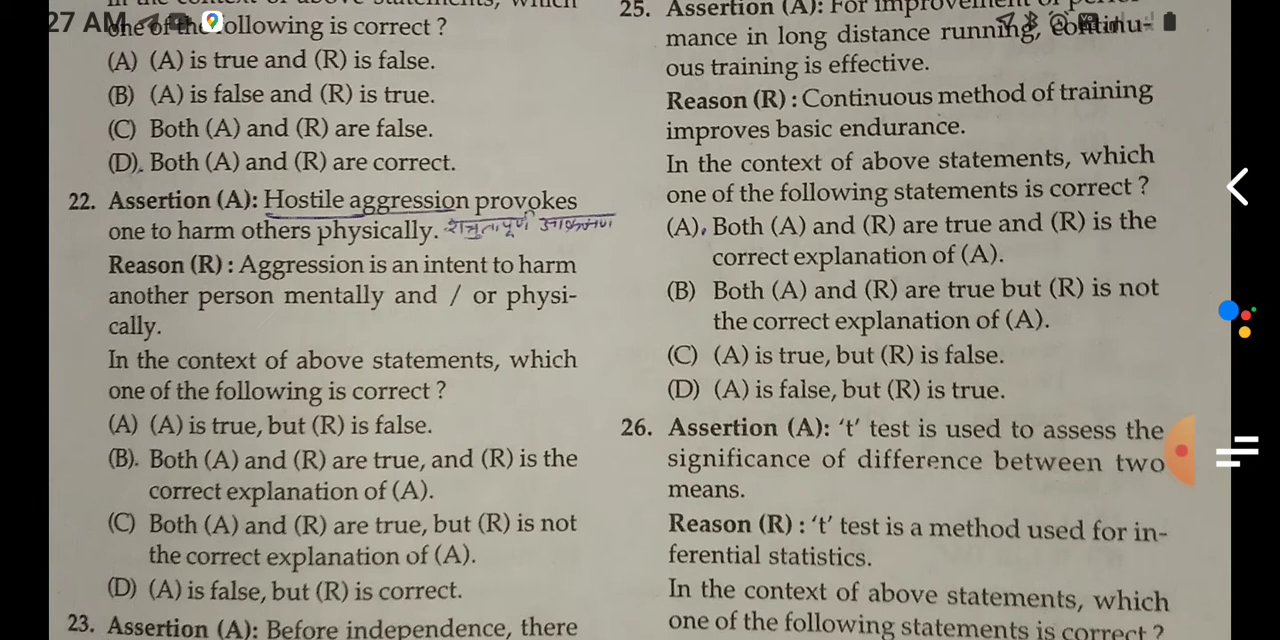 27 AM
one of the following is correct ?
(A) (A) is true and (R) is false.
(B) (A) is false and (R) is true.
(C) Both (A) and (R) are false.
(D). Both (A) and (R) are correct.
22. Assertion (A): Hostile aggression provokes
one to harm others physically. शत्रुतापूर्ण आक्रमण
Reason (R) : Aggression is an intent to harm
another person mentally and / or physi-
cally.
In the context of above statements, which
one of the following is correct ?
(A) (A) is true, but (R) is false.
(B). Both (A) and (R) are true, and (R) is the
correct explanation of (A).
(C) Both (A) and (R) are true, but (R) is not
the correct explanation of (A).
(D) (A) is false, but (R) is correct.
23. Assertion (A): Before independence, there
25. Assertion (A): For improvement of perfor-
mance in long distance running, continu-
ous training is effective.
Reason (R) : Continuous method of training
improves basic endurance.
In the context of above statements, which
one of the following statements is correct ?
(A). Both (A) and (R) are true and (R) is the
correct explanation of (A).
(B) Both (A) and (R) are true but (R) is not
the correct explanation of (A).
(C) (A) is true, but (R) is false.
(D) (A) is false, but (R) is true.
26. Assertion (A): 't' test is used to assess the
significance of difference between two
means.
Reason (R) : 't' test is a method used for in-
ferential statistics.
In the context of above statements, which
one of the following statements is correct ?